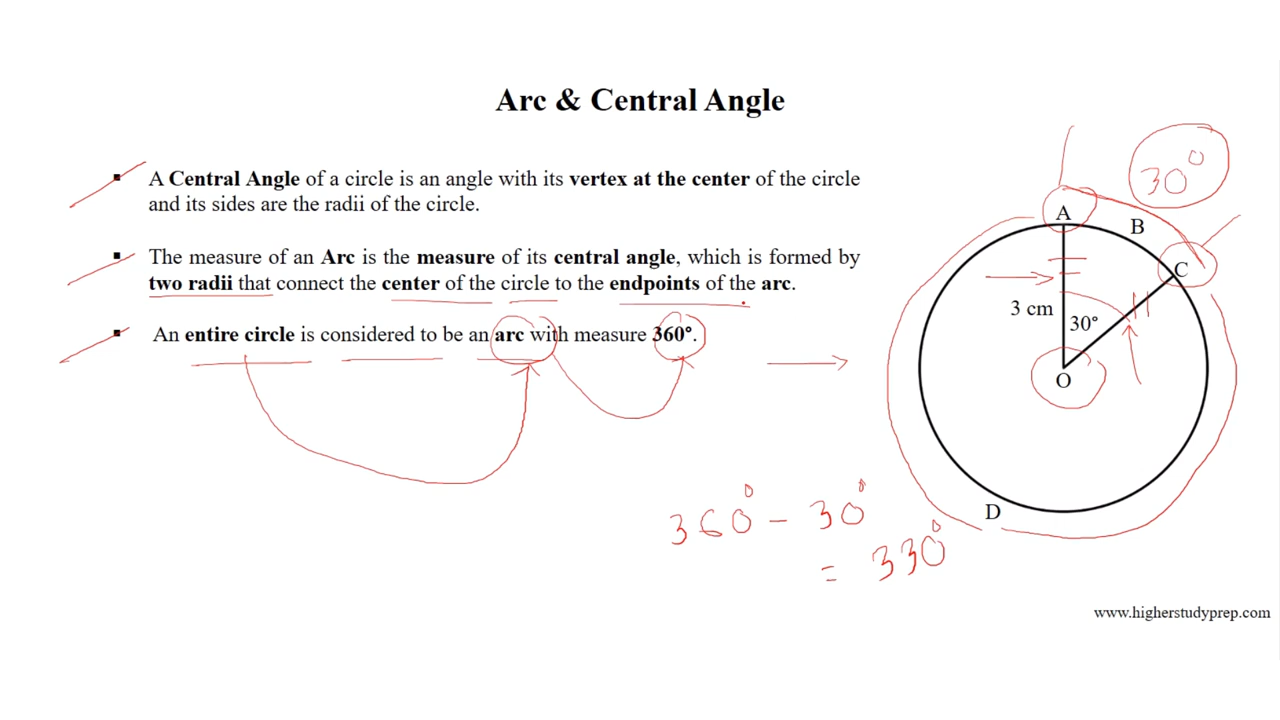 Arc & Central Angle
▪ A Central Angle of a circle is an angle with its vertex at the center of the circle
and its sides are the radii of the circle.
▪ The measure of an Arc is the measure of its central angle, which is formed by
two radii that connect the center of the circle to the endpoints of the arc.
▪ An entire circle is considered to be an arc with measure 360°.
30°
A
B
C
3 cm
30°
O
D
360° - 30°
= 330°
www.higherstudyprep.com